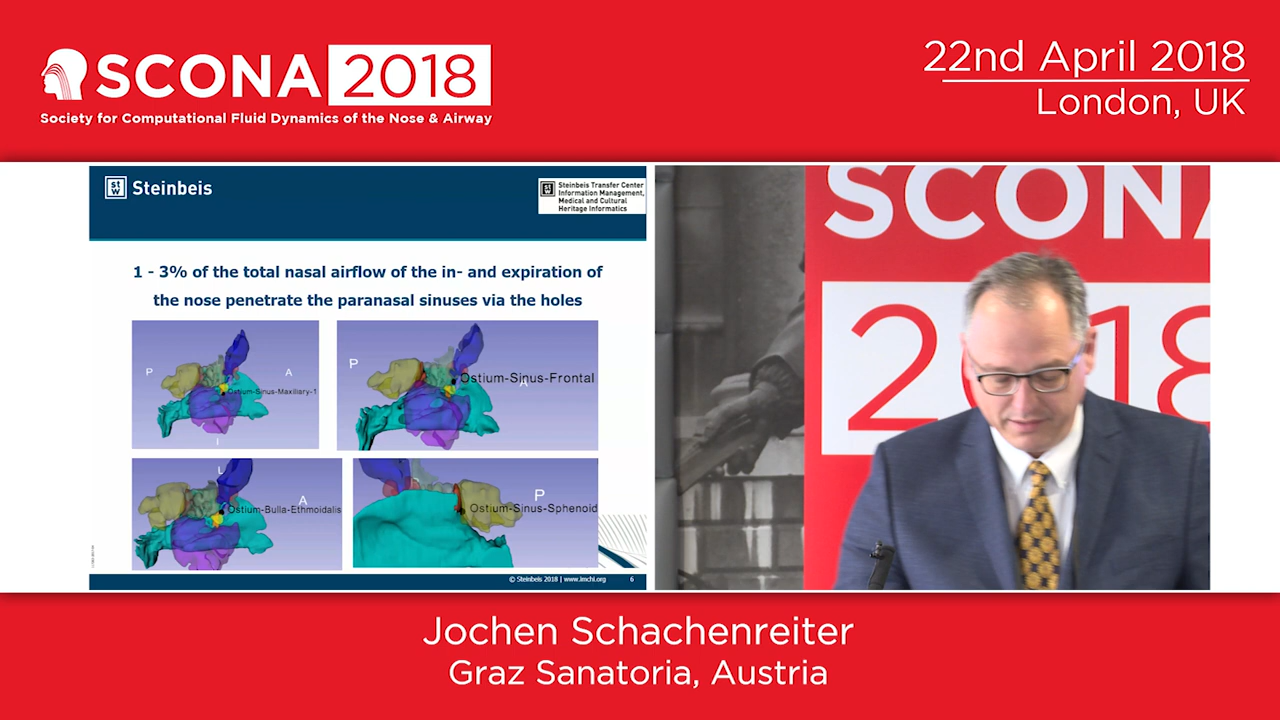 SCONA 2018
Society for Computational Fluid Dynamics of the Nose & Airway
22nd April 2018
London, UK
Steinbeis
Steinbeis Transfer Center
Information Management,
Medical and Cultural
Heritage Informatics
1 - 3% of the total nasal airflow of the in- and expiration of
the nose penetrate the paranasal sinuses via the holes
P
A
Ostium-Sinus-Maxillary-1
I
P
A
Ostium-Sinus-Frontal
L
A
Ostium-Bulla-Ethmoidalis
P
Ostium-Sinus-Sphenoid
© Steinbeis 2018 | www.imchi.org
6
SCONA
2018
Jochen Schachenreiter
Graz Sanatoria, Austria